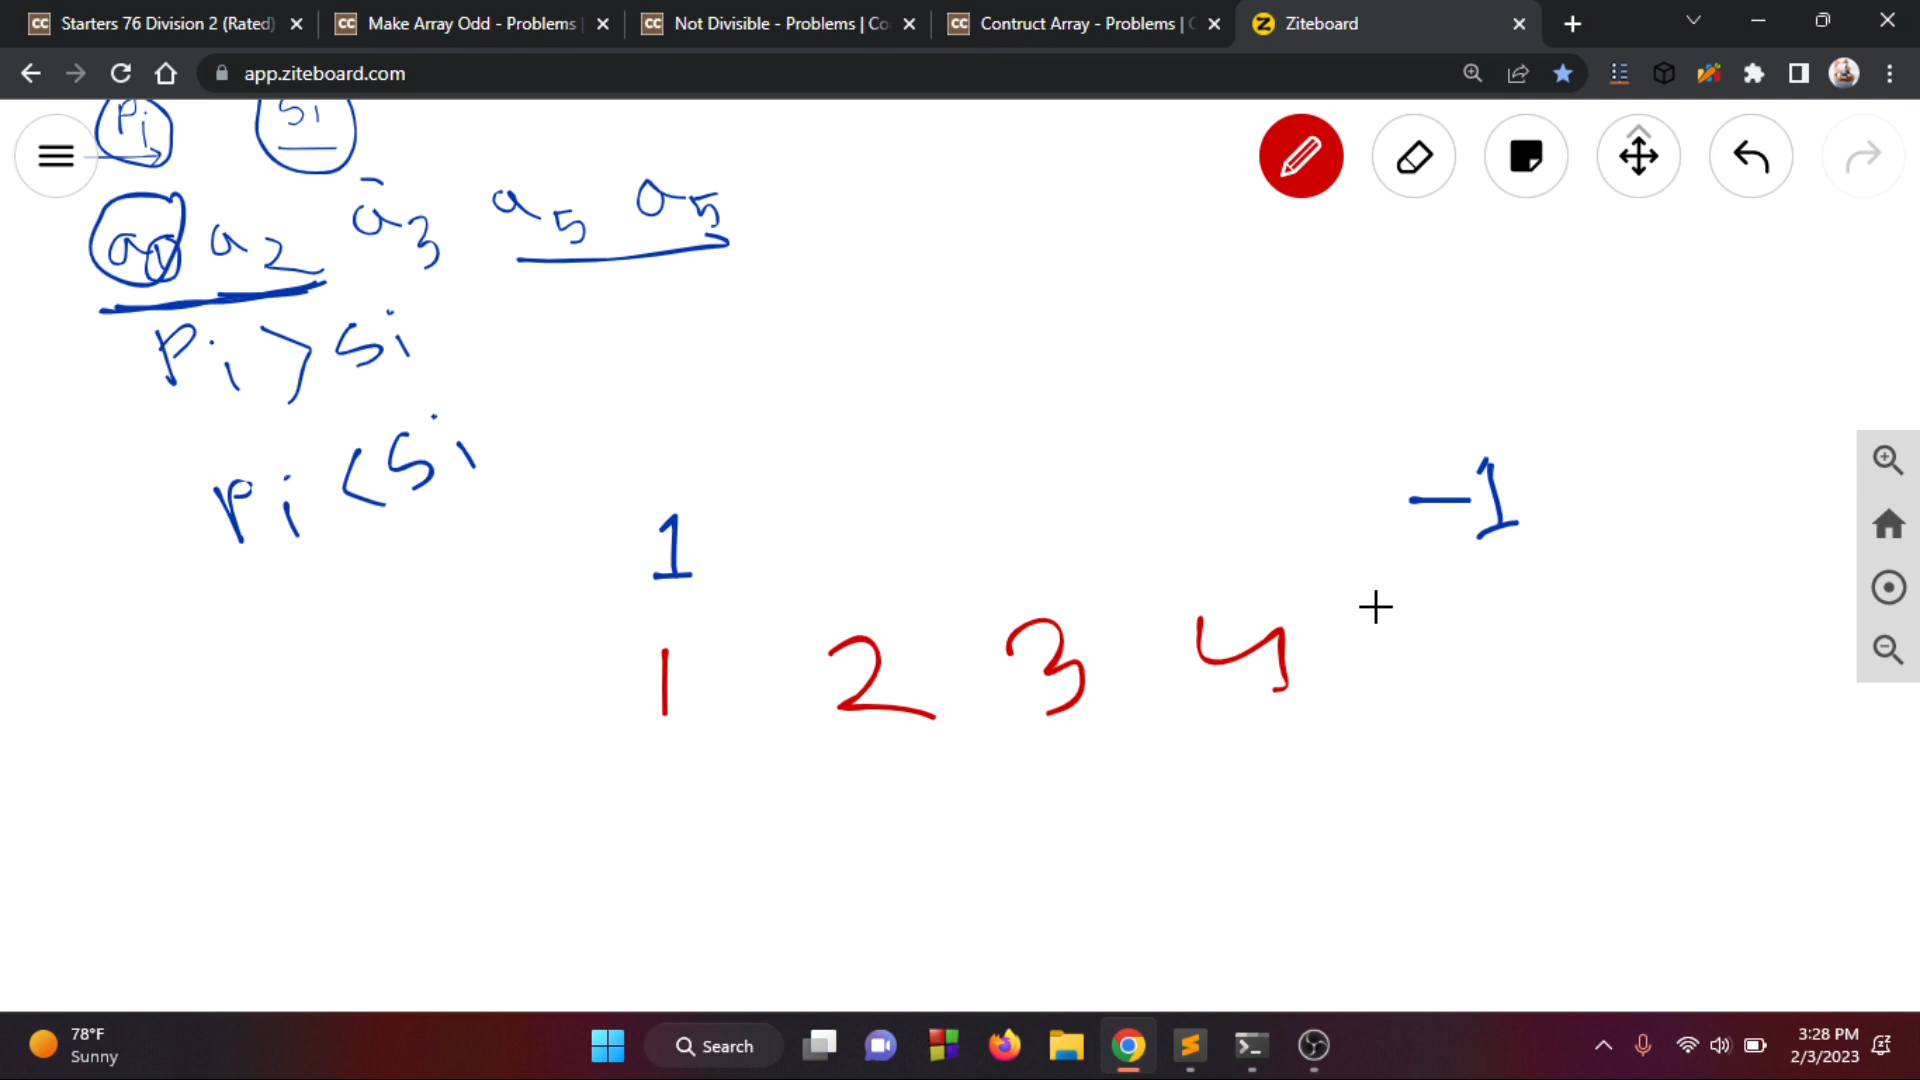 Starters 76 Division 2 (Rated)
Make Array Odd - Problems
Not Divisible - Problems | Co
Contruct Array - Problems |
Ziteboard
app.ziteboard.com
Pi Si
a2 a3 a5 a5
Pi > Si
Pi < Si
-1
1
1 2 3 4
78°F
Sunny
Search
3:28 PM
2/3/2023